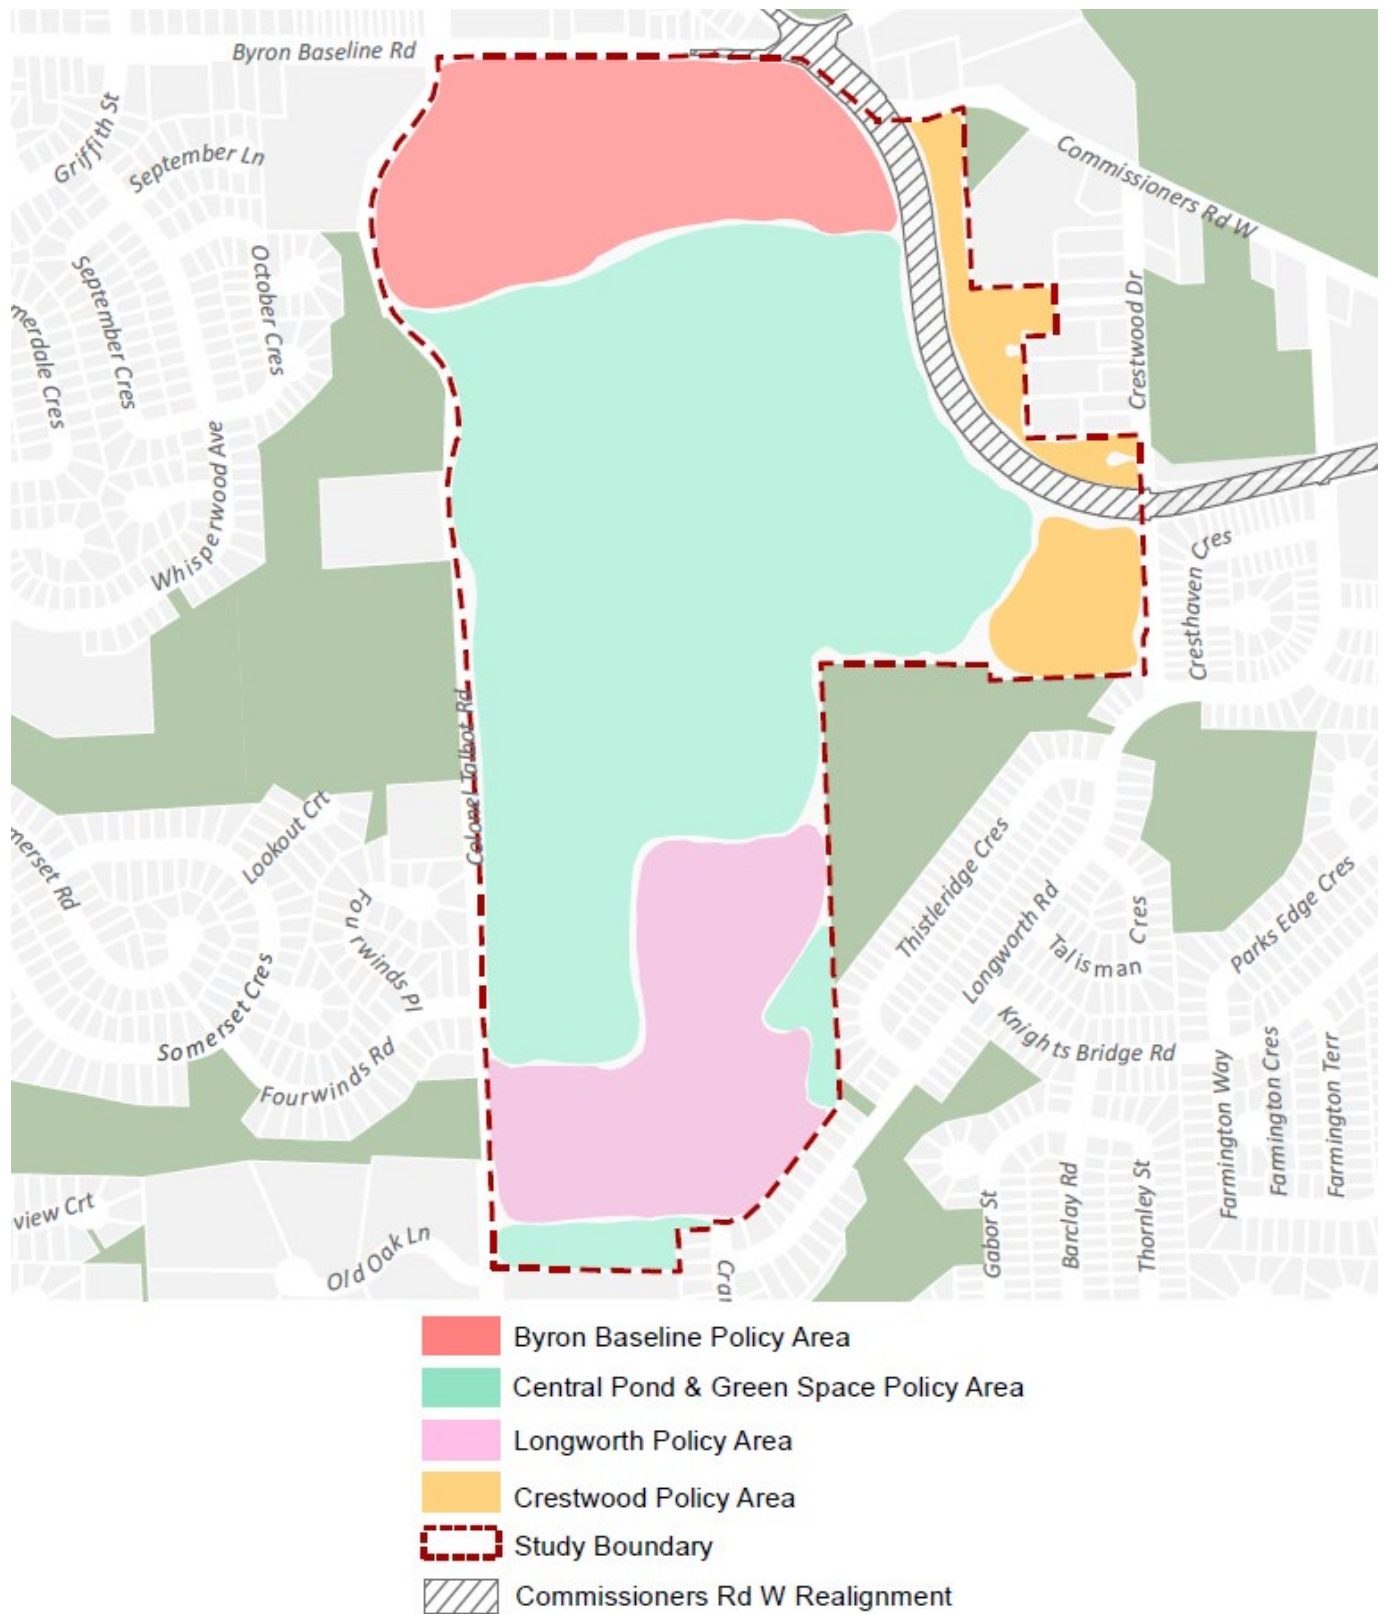 Byron Baseline Rd
Griffith St
September Ln
Commissioners Rd W
October Cres
September Cres
merdale Cres
Crestwood Dr
Whisperwood Ave
Cresthaven Cres
Colonel Talbot Rd
Lookout Crt
merset Rd
Fourwinds Pl
Thistleridge Cres
Longworth Rd
Talisman Cres
Parks Edge Cres
Somerset Cres
Knights Bridge Rd
Fourwinds Rd
Farmington Way
Farmington Cres
Farmington Terr
view Crt
Old Oak Ln
Gabor St
Barclay Rd
Thornley St
Byron Baseline Policy Area
Central Pond & Green Space Policy Area
Longworth Policy Area
Crestwood Policy Area
Study Boundary
Commissioners Rd W Realignment